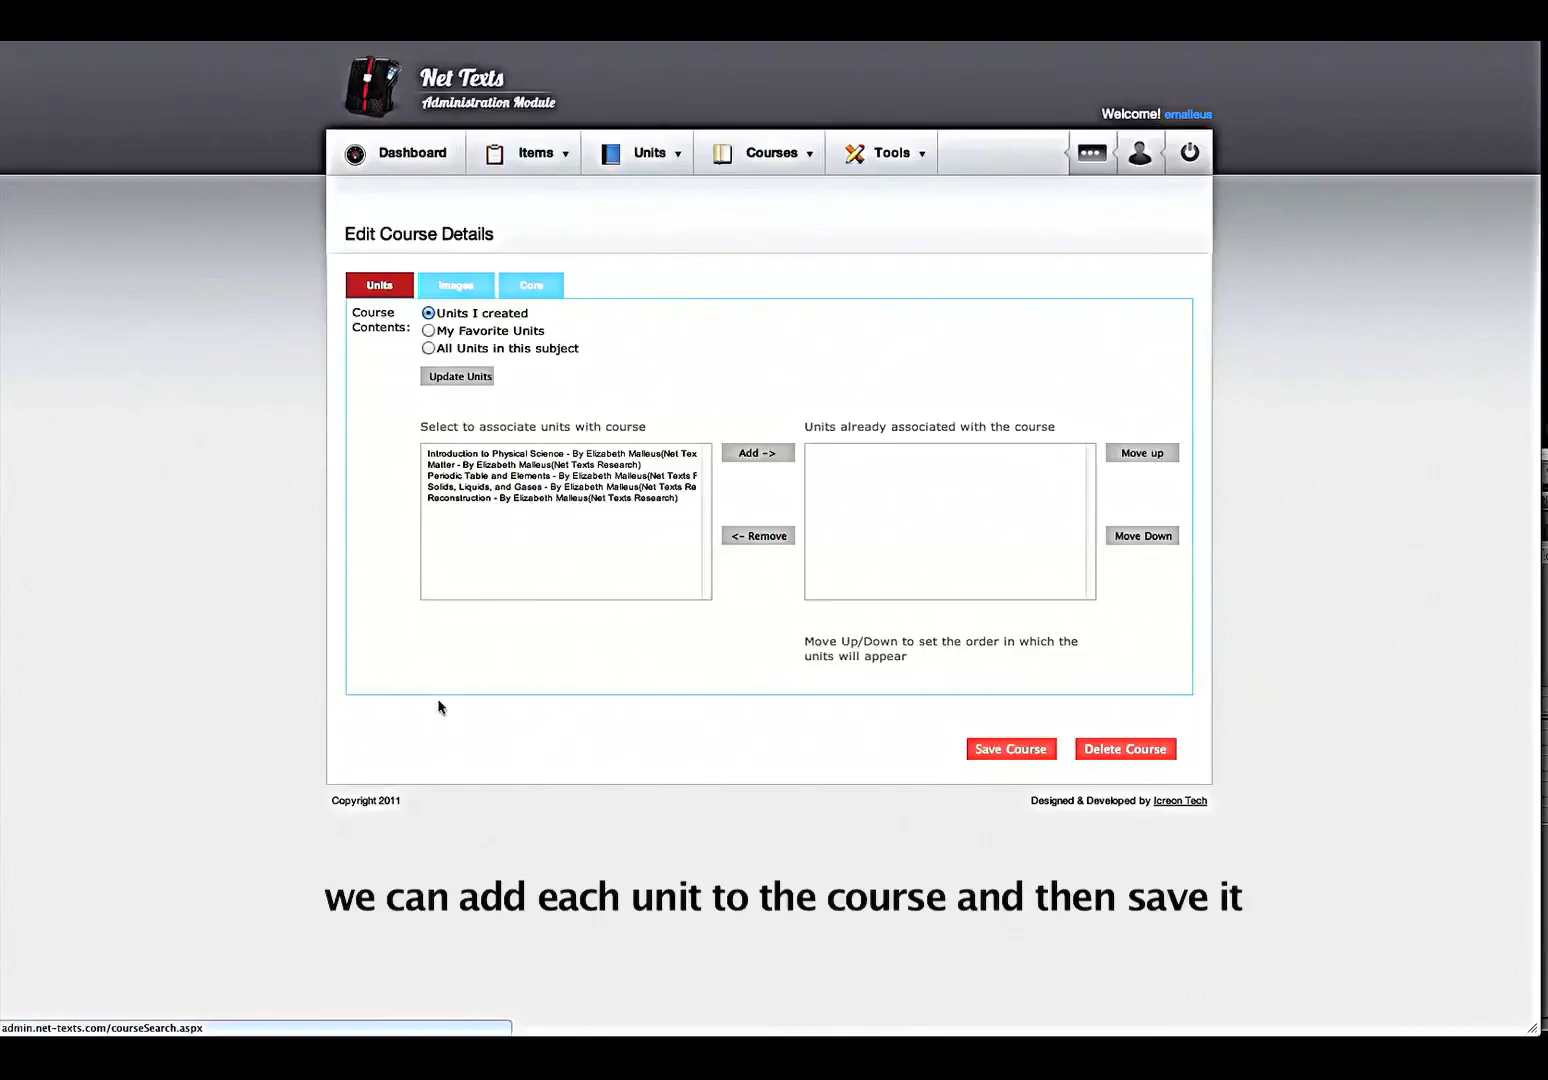 Net Texts
Administration Module
Welcome! emalleus
Dashboard
Items
Units
Courses
Tools
Edit Course Details
Units
Images
Core
Course
Contents:
Units I created
My Favorite Units
All Units in this subject
Update Units
Select to associate units with course
Units already associated with the course
Introduction to Physical Science - By Elizabeth Malleus(Net Tex
Matter - By Elizabeth Malleus(Net Texts Research)
Periodic Table and Elements - By Elizabeth Malleus(Net Texts F
Solids, Liquids, and Gases - By Elizabeth Malleus(Net Texts Re
Reconstruction - By Elizabeth Malleus(Net Texts Research)
Add ->
<- Remove
Move up
Move Down
Move Up/Down to set the order in which the
units will appear
Save Course
Delete Course
Copyright 2011
Designed & Developed by Icreon Tech
we can add each unit to the course and then save it
admin.net-texts.com/courseSearch.aspx